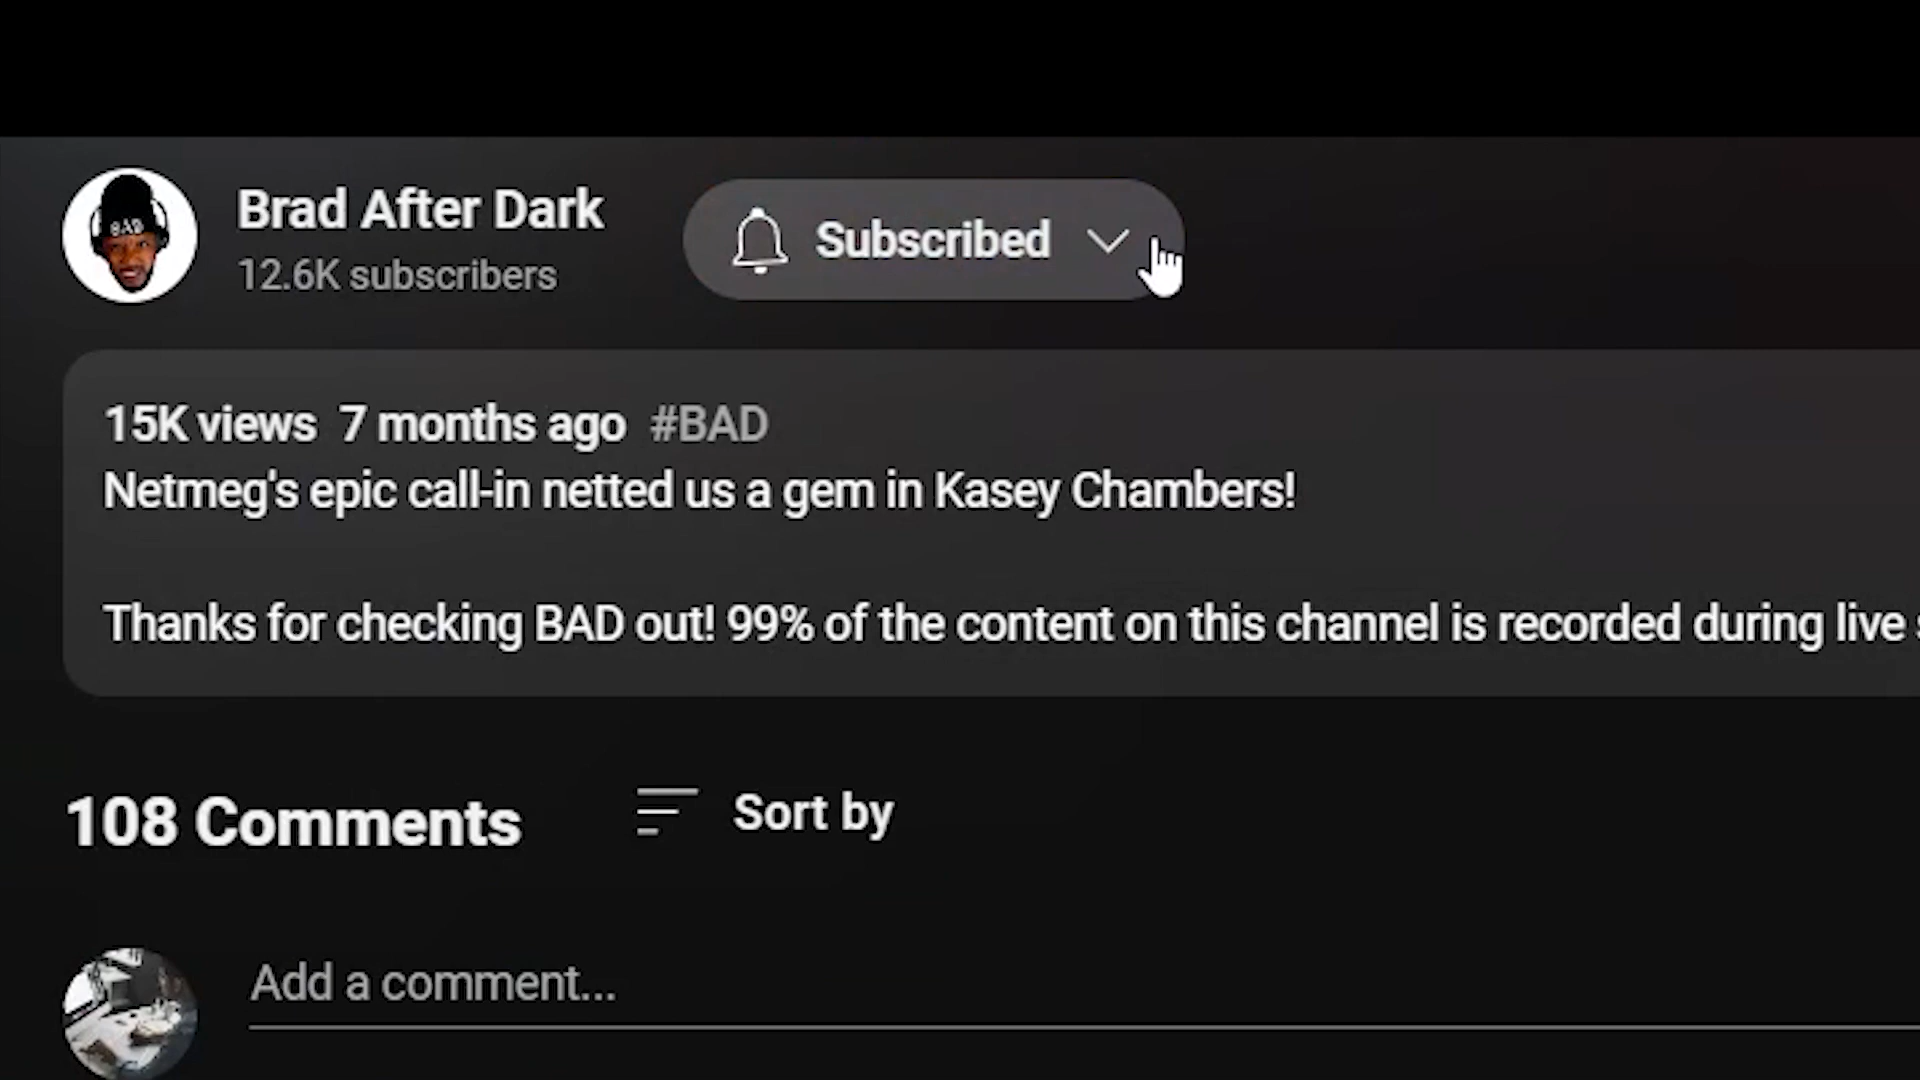 BAD
Brad After Dark
12.6K subscribers
Subscribed
15K views 7 months ago #BAD
Netmeg's epic call-in netted us a gem in Kasey Chambers!
Thanks for checking BAD out! 99% of the content on this channel is recorded during live
108 Comments
Sort by
Add a comment...